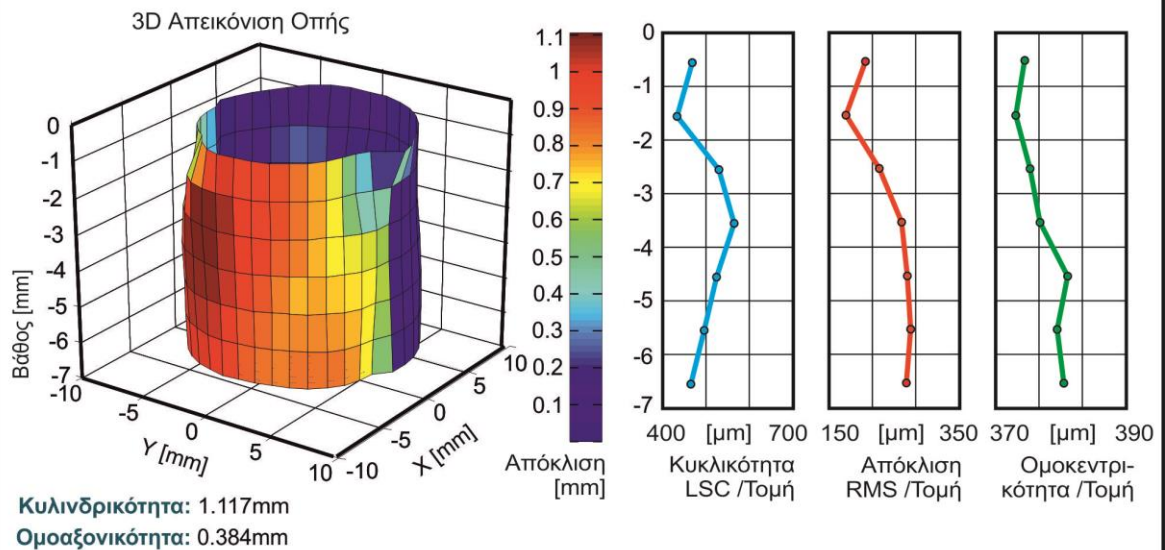 3D Απεικόνιση Οπής
0
-1
-2
-3
-4
-5
-6
-7
Βάθος [mm]
-10
-5
0
5
10
Y [mm]
-10
-5
0
5
10
X [mm]
1.1
1
0.9
0.8
0.7
0.6
0.5
0.4
0.3
0.2
0.1
Απόκλιση
[mm]
0
-1
-2
-3
-4
-5
-6
-7
400 [μm] 700
Κυκλικότητα
LSC /Τομή
150 [μm] 350
Απόκλιση
RMS /Τομή
370 [μm] 390
Ομοκεντρι-
κότητα /Τομή
Κυλινδρικότητα: 1.117mm
Ομοαξονικότητα: 0.384mm